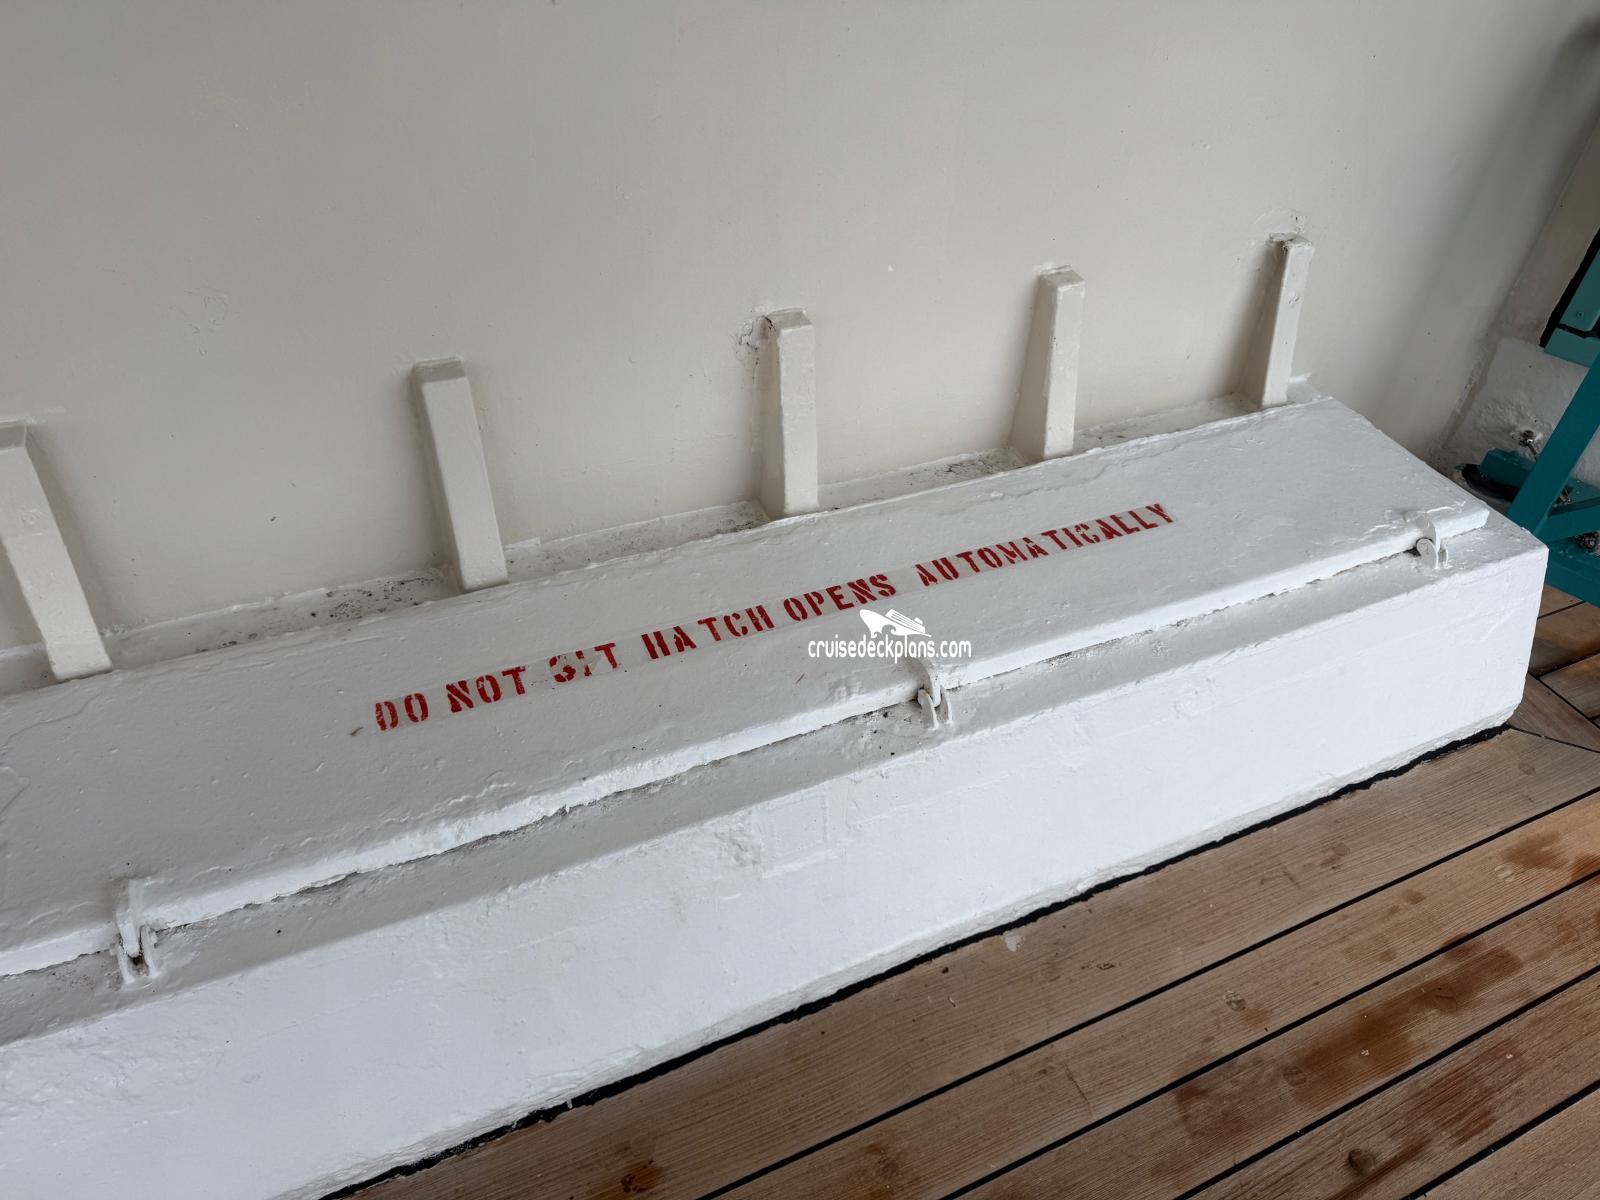 DO NOT SIT HATCH OPENS AUTOMATICALLY
cruisedeckplans.com